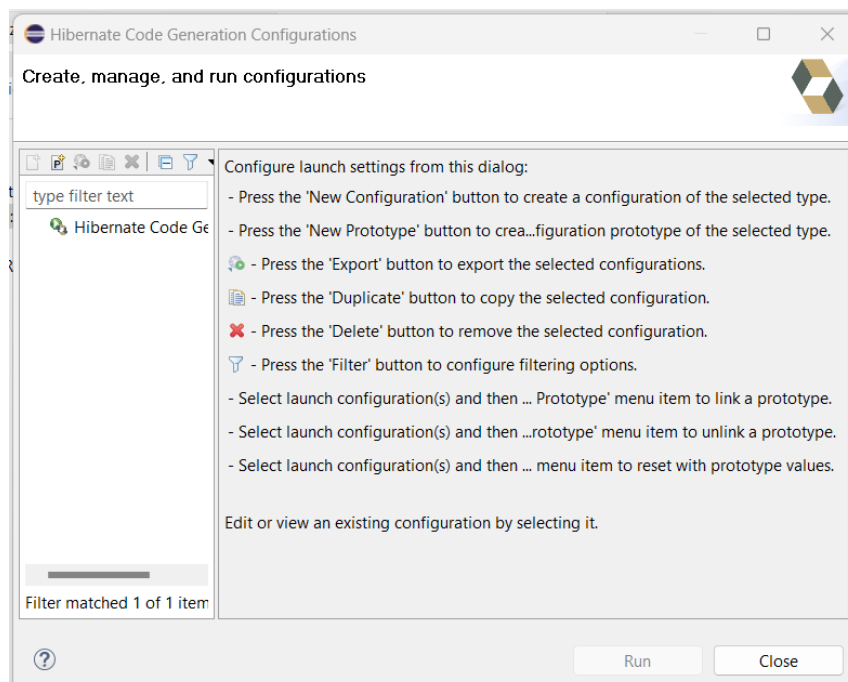 Hibernate Code Generation Configurations
Create, manage, and run configurations
type filter text
Hibernate Code Ge
Filter matched 1 of 1 item
Configure launch settings from this dialog:
- Press the 'New Configuration' button to create a configuration of the selected type.
- Press the 'New Prototype' button to crea...figuration prototype of the selected type.
- Press the 'Export' button to export the selected configurations.
- Press the 'Duplicate' button to copy the selected configuration.
- Press the 'Delete' button to remove the selected configuration.
- Press the 'Filter' button to configure filtering options.
- Select launch configuration(s) and then ... Prototype' menu item to link a prototype.
- Select launch configuration(s) and then ...rototype' menu item to unlink a prototype.
- Select launch configuration(s) and then ... menu item to reset with prototype values.
Edit or view an existing configuration by selecting it.
Run
Close